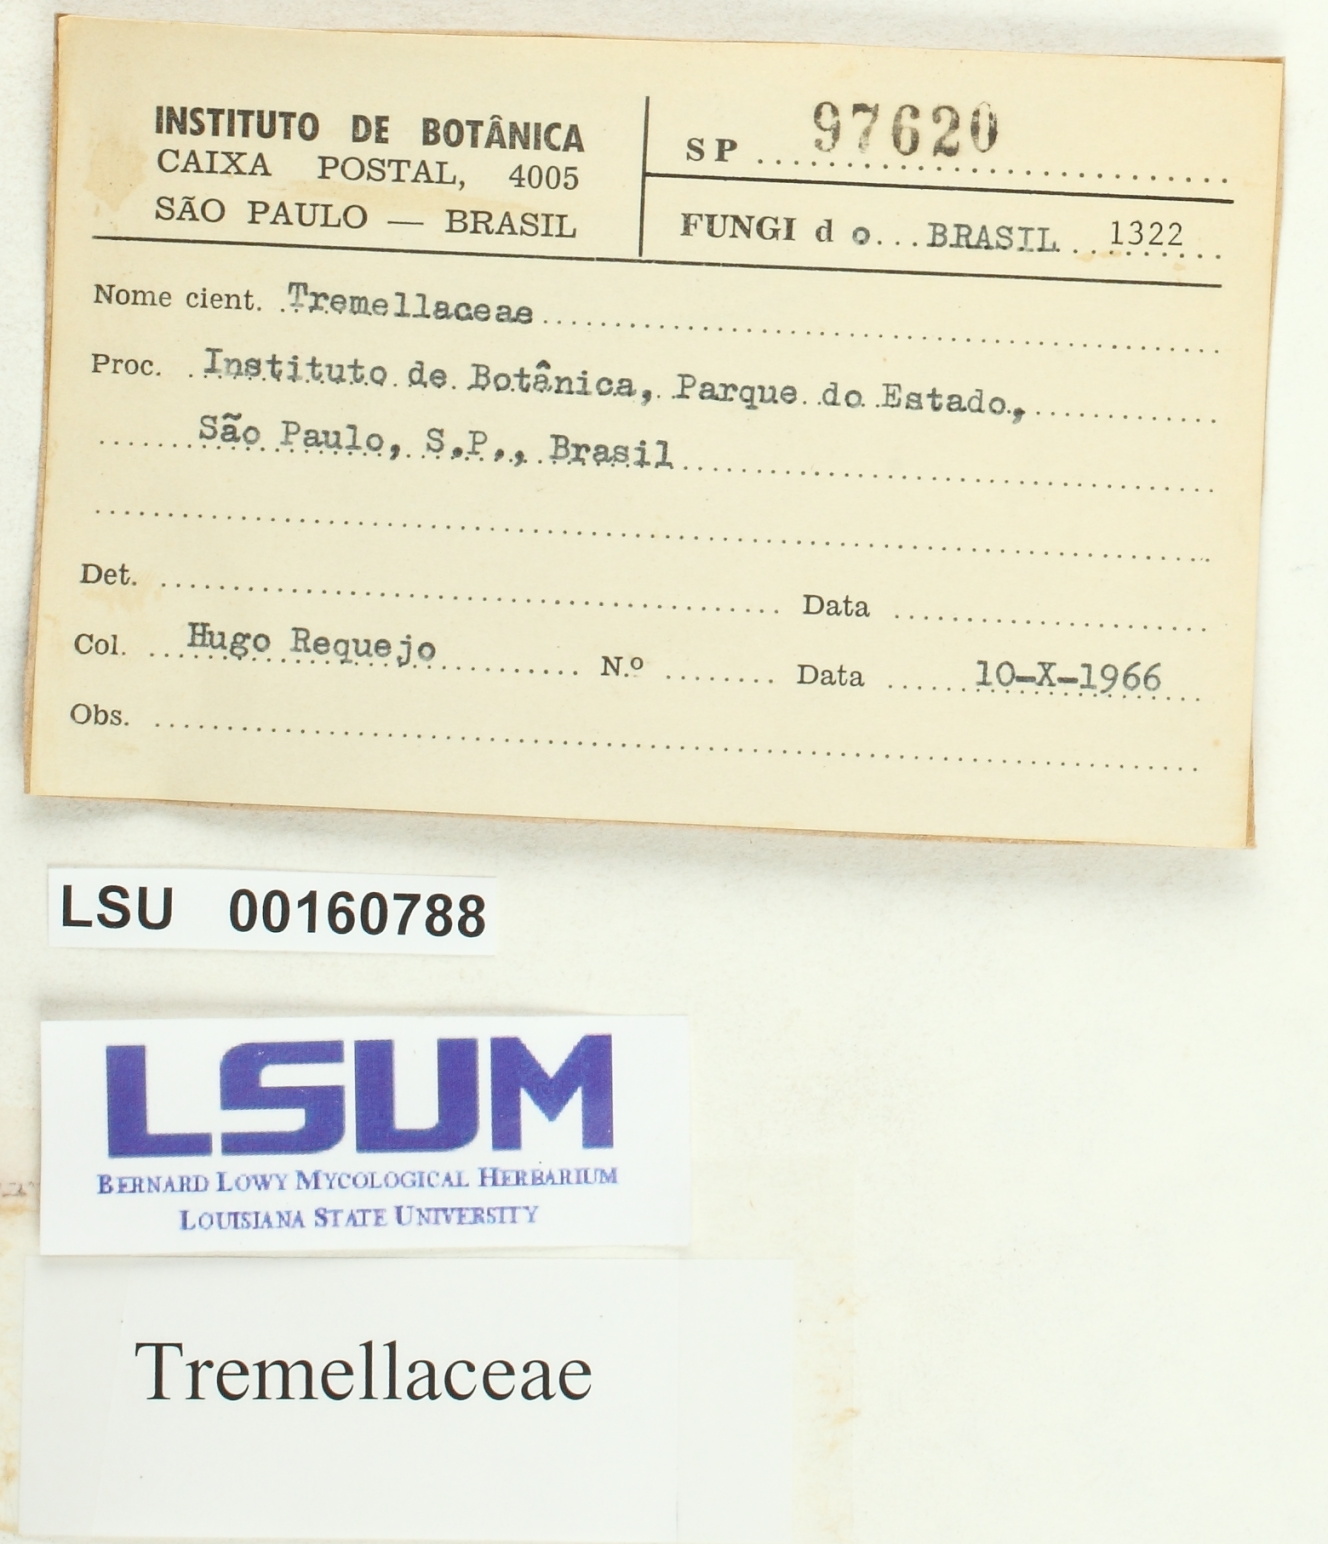 INSTITUTO DE BOTÂNICA
CAIXA POSTAL, 4005
SÃO PAULO — BRASIL
SP 97620
FUNGI do BRASIL 1322
Nome cient. Tremellaceae
Proc. Instituto de Botânica, Parque do Estado,
São Paulo, S.P., Brasil
Det. Data
Col. Hugo Requejo N.º Data 10-X-1966
Obs.
LSU 00160788
LSUM
BERNARD LOWY MYCOLOGICAL HERBARIUM
LOUISIANA STATE UNIVERSITY
Tremellaceae